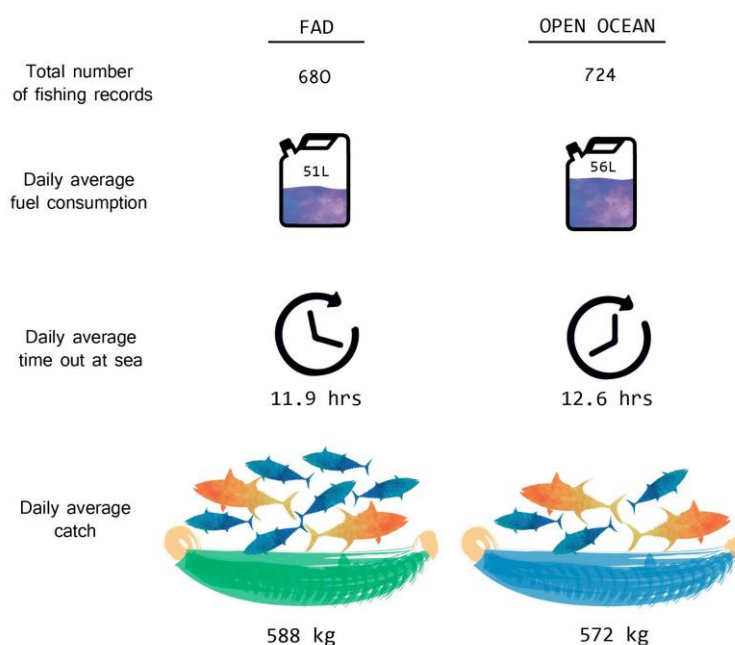 FAD
OPEN OCEAN
Total number
of fishing records
680
724
Daily average
fuel consumption
51L
56L
Daily average
time out at sea
11.9 hrs
12.6 hrs
Daily average
catch
588 kg
572 kg